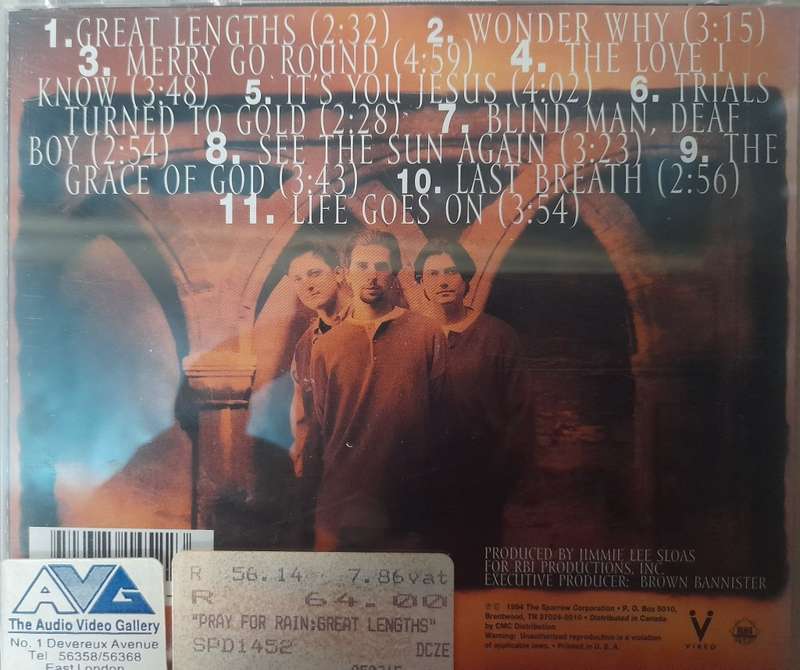 1. GREAT LENGTHS (2:32) 2. WONDER WHY (3:15)
3. MERRY GO ROUND (4:59) 4. THE LOVE I
KNOW (3:48) 5. IT'S YOU JESUS (4:02) 6. TRIALS
TURNED TO GOLD (2:28) 7. BLIND MAN, DEAF
BOY (2:54) 8. SEE THE SUN AGAIN (3:23) 9. THE
GRACE OF GOD (3:43) 10. LAST BREATH (2:56)
11. LIFE GOES ON (3:54)
PRODUCED BY JIMMIE LEE SLOAS
FOR RBI PRODUCTIONS, INC.
EXECUTIVE PRODUCER: BROWN BANNISTER
℗© 1994 The Sparrow Corporation • P.O. Box 5010,
Brentwood, TN 37024-5010 • Distributed in Canada
by CMC Distribution
Warning: Unauthorized reproduction is a violation
of applicable laws. • Printed in U.S.A.
VIREO
AVG
The Audio Video Gallery
No. 1 Devereux Avenue
Tel 56358/56368
East London
R 56.14 7.86vat
R 64.00
"PRAY FOR RAIN:GREAT LENGTHS"
SPD1452 DCZE